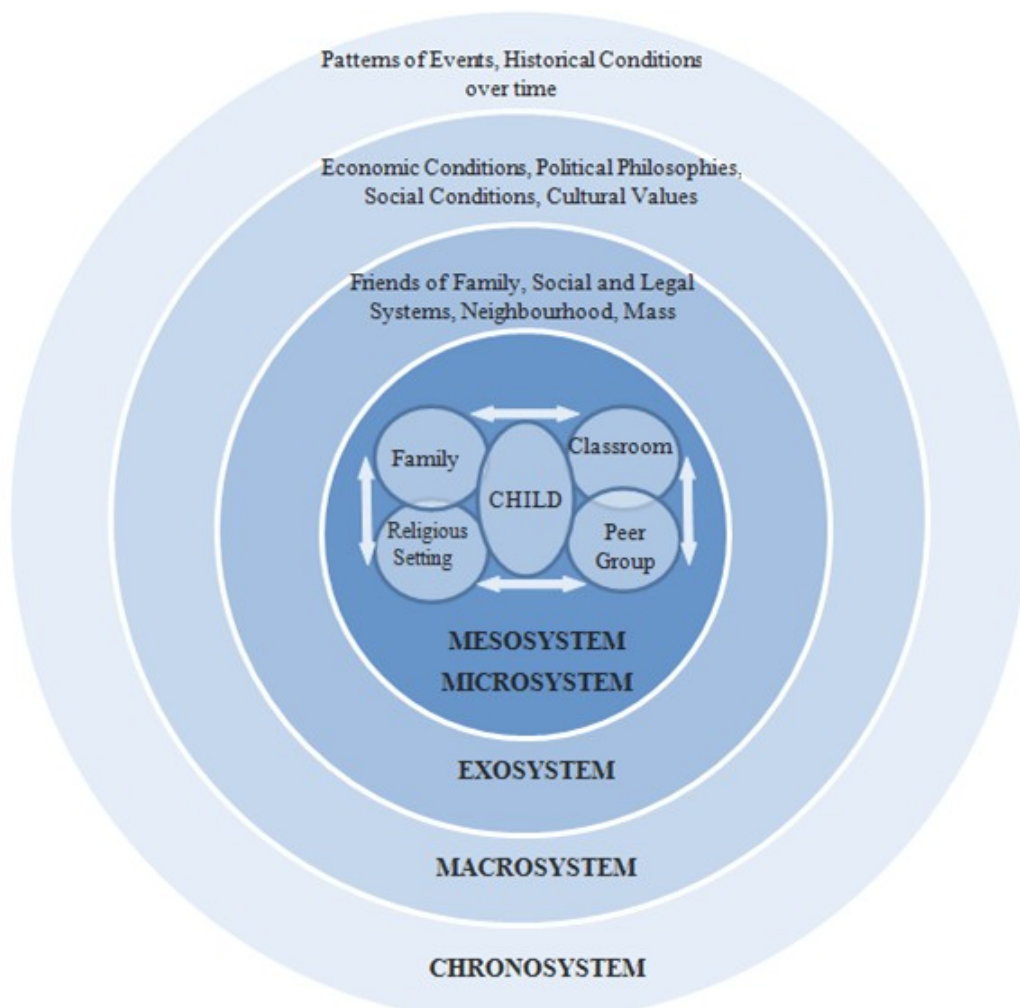 Patterns of Events, Historical Conditions
over time
Economic Conditions, Political Philosophies,
Social Conditions, Cultural Values
Friends of Family, Social and Legal
Systems, Neighbourhood, Mass
Family
Classroom
CHILD
Religious
Setting
Peer
Group
MESOSYSTEM
MICROSYSTEM
EXOSYSTEM
MACROSYSTEM
CHRONOSYSTEM